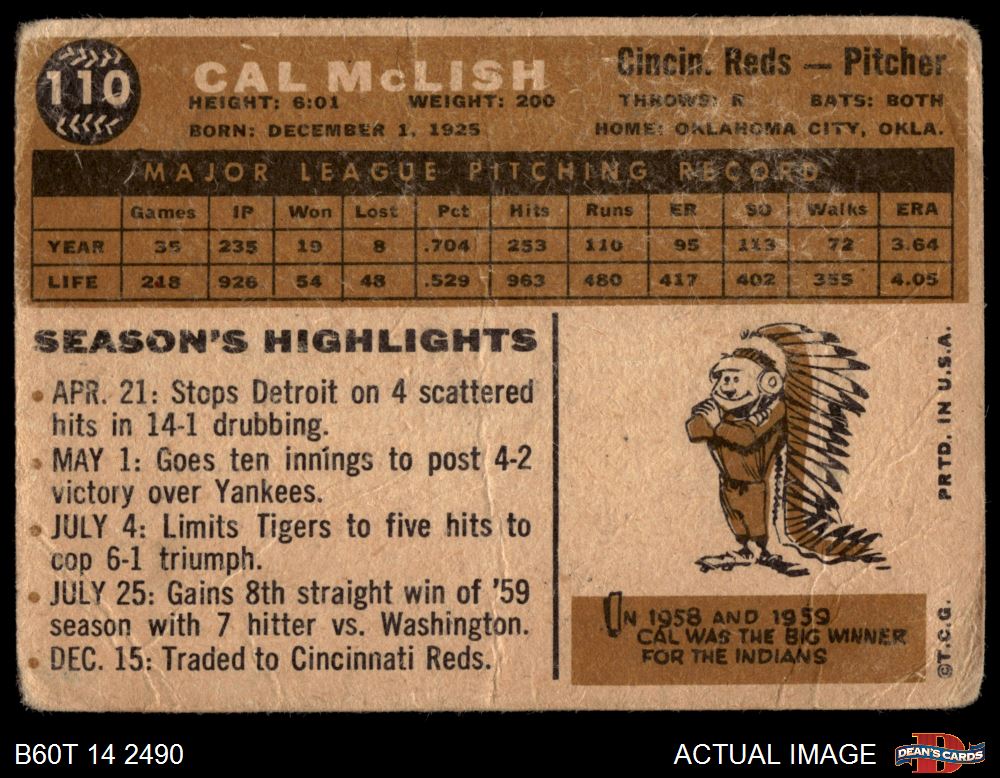 110
CAL McLISH
Cincin. Reds — Pitcher
HEIGHT: 6:01 WEIGHT: 200 THROWS: R BATS: BOTH
BORN: DECEMBER 1, 1925 HOME: OKLAHOMA CITY, OKLA.
MAJOR LEAGUE PITCHING RECORD
Games IP Won Lost Pct Hits Runs ER SO Walks ERA
YEAR 35 235 19 8 .704 253 110 95 113 72 3.64
LIFE 218 926 54 48 .529 963 480 417 402 355 4.05
SEASON'S HIGHLIGHTS
• APR. 21: Stops Detroit on 4 scattered
hits in 14-1 drubbing.
• MAY 1: Goes ten innings to post 4-2
victory over Yankees.
• JULY 4: Limits Tigers to five hits to
cop 6-1 triumph.
• JULY 25: Gains 8th straight win of '59
season with 7 hitter vs. Washington.
• DEC. 15: Traded to Cincinnati Reds.
IN 1958 AND 1959
CAL WAS THE BIG WINNER
FOR THE INDIANS
©T.C.G. PRTD. IN U.S.A.
B60T 14 2490
ACTUAL IMAGE
DEAN'S CARDS